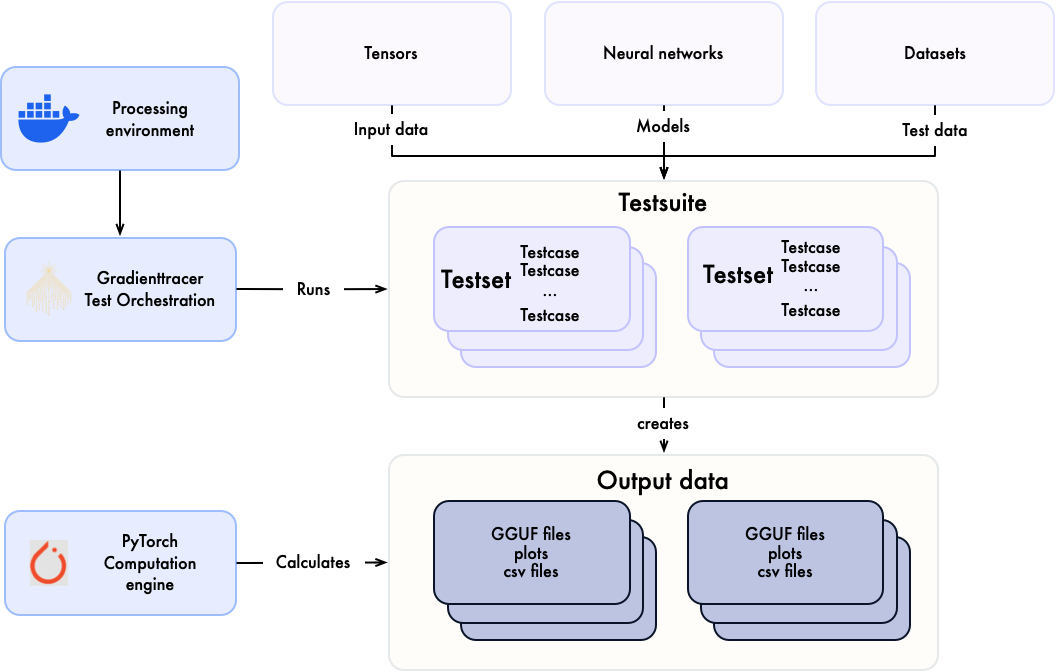 Tensors
Neural networks
Datasets
Processing
environment
Input data
Models
Test data
Testsuite
Testset
Testcase
Testcase
...
Testcase
Testset
Testcase
Testcase
...
Testcase
Gradienttracer
Test Orchestration
Runs
creates
Output data
GGUF files
plots
csv files
GGUF files
plots
csv files
PyTorch
Computation
engine
Calculates